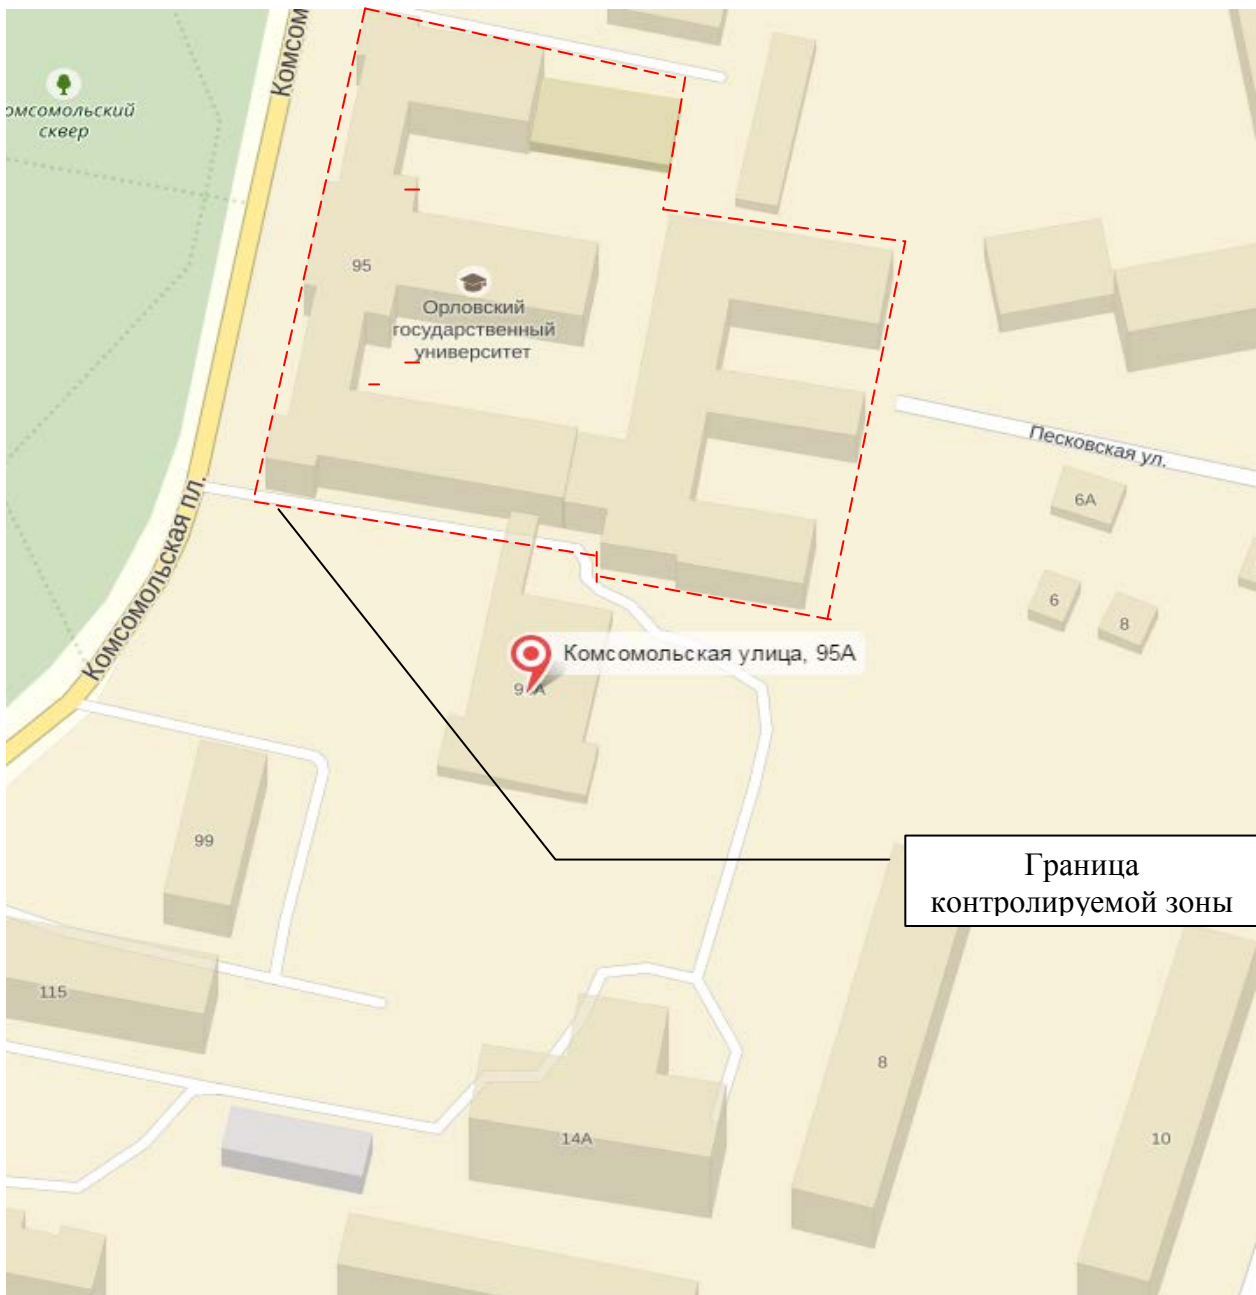 Комсом
омсомольский
сквер
95
Орловский
государственный
университет
Песковская ул.
6А
6
8
Комсомольская пл.
Комсомольская улица, 95А
99
Граница
контролируемой зоны
115
8
14А
10